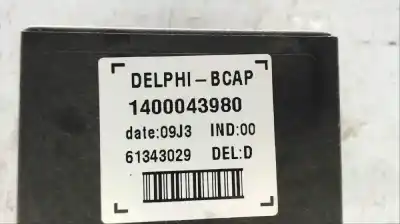 DELPHI-BCAP
1400043980
date:09J3 IND:00
61343029 DEL:D